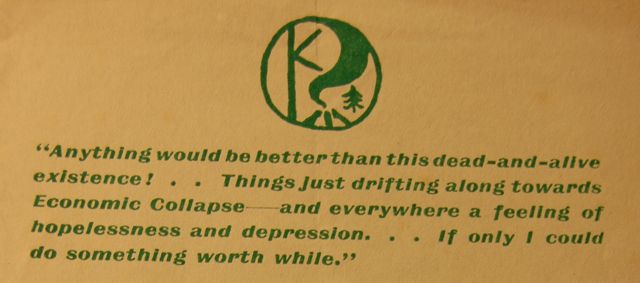 K
"Anything would be better than this dead-and-alive
existence! . . Things Just drifting along towards
Economic Collapse—and everywhere a feeling of
hopelessness and depression. . . If only I could
do something worth while."